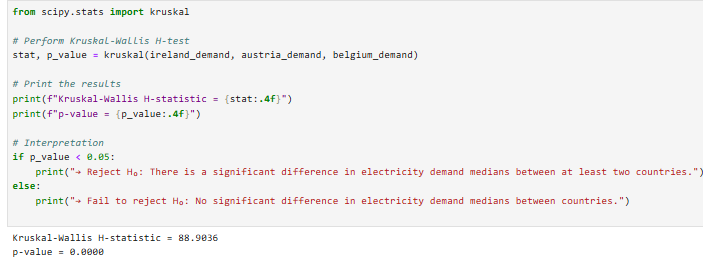 from scipy.stats import kruskal
# Perform Kruskal-Wallis H-test
stat, p_value = kruskal(ireland_demand, austria_demand, belgium_demand)
# Print the results
print(f"Kruskal-Wallis H-statistic = {stat:.4f}")
print(f"p-value = {p_value:.4f}")
# Interpretation
if p_value < 0.05:
    print("→ Reject H₀: There is a significant difference in electricity demand medians between at least two countries.")
else:
    print("→ Fail to reject H₀: No significant difference in electricity demand medians between countries.")
Kruskal-Wallis H-statistic = 88.9036
p-value = 0.0000